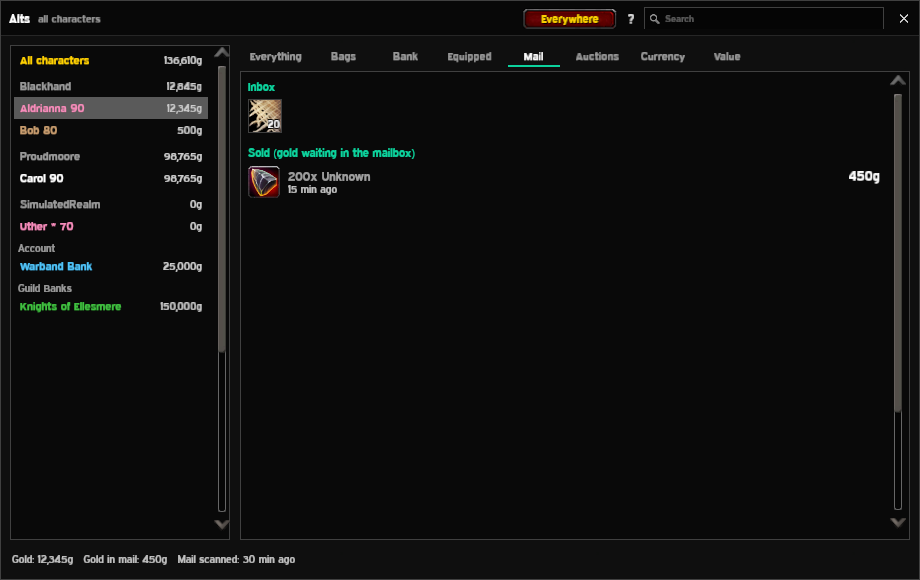 Alts all characters Everywhere ? Search
Everything Bags Bank Equipped Mail Auctions Currency Value
All characters 136,610g
Blackhand 12,845g
Aldrianna 90 12,345g
Bob 80 500g
Proudmoore 98,765g
Carol 90 98,765g
SimulatedRealm 0g
Uther * 70 0g
Account
Warband Bank 25,000g
Guild Banks
Knights of Ellesmere 150,000g
Inbox
20
Sold (gold waiting in the mailbox)
200x Unknown 450g
15 min ago
Gold: 12,345g Gold in mail: 450g Mail scanned: 30 min ago